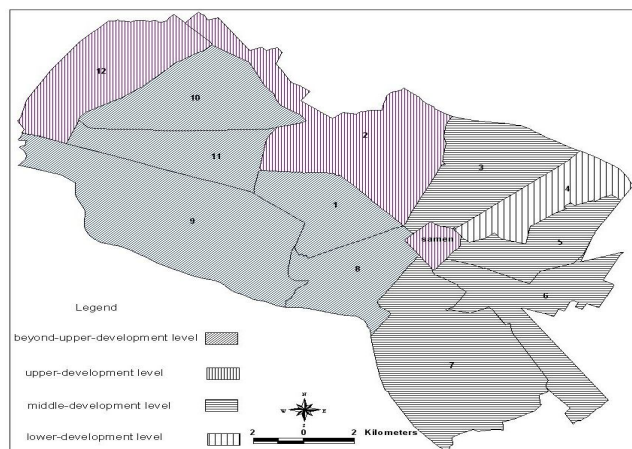 12
10
2
3
11
4
1
samen
5
9
8
6
Legend
beyond-upper-development level
7
upper-development level
middle-development level
N
W E
S
lower-development level
2 0 2 Kilometers